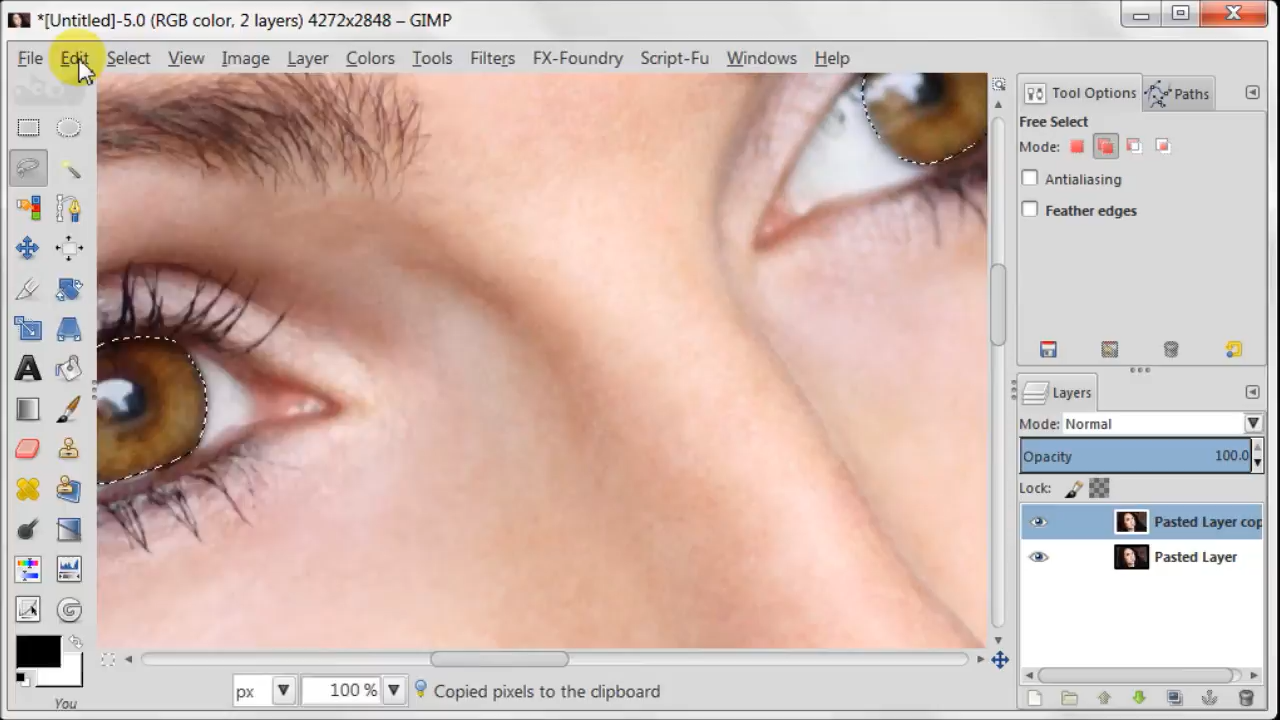 *[Untitled]-5.0 (RGB color, 2 layers) 4272x2848 – GIMP
File Edit Select View Image Layer Colors Tools Filters FX-Foundry Script-Fu Windows Help
Tool Options Paths
Free Select
Mode:
Antialiasing
Feather edges
Layers
Mode: Normal
Opacity 100.0
Lock:
Pasted Layer cop
Pasted Layer
px 100 % Copied pixels to the clipboard
You